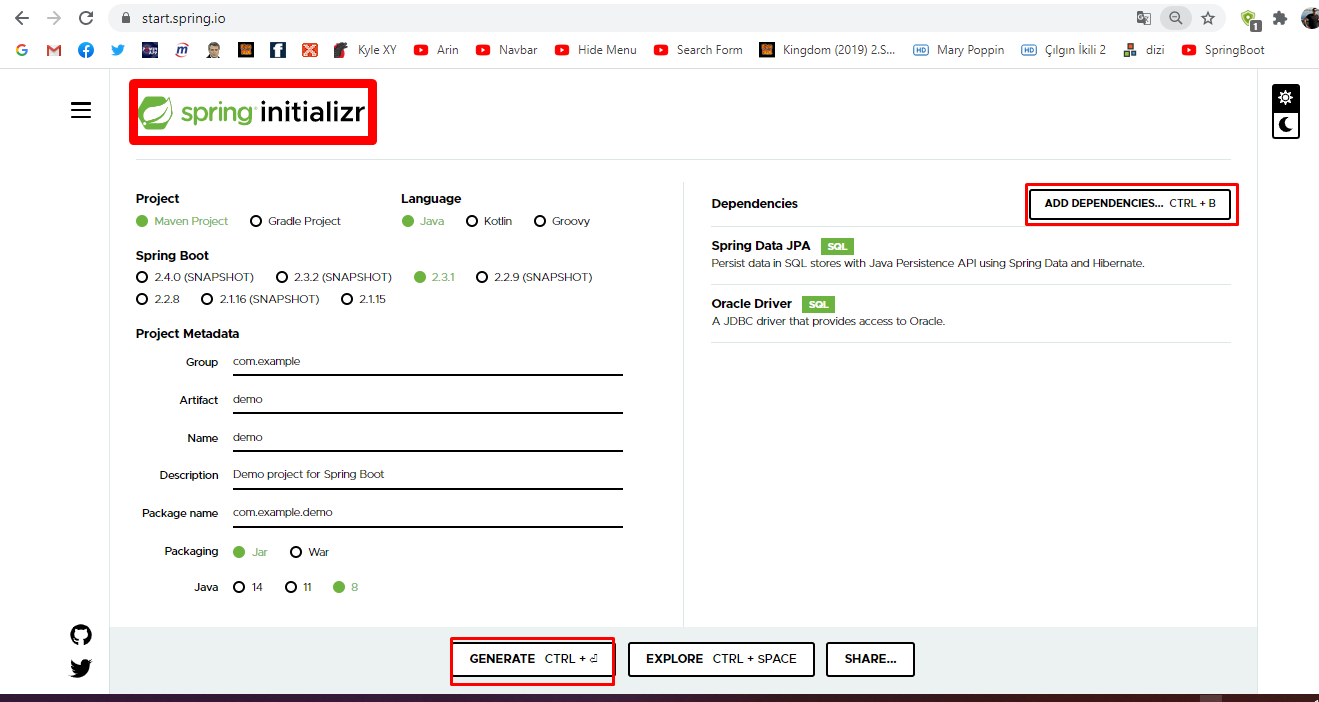 start.spring.io
Kyle XY Arin Navbar Hide Menu Search Form Kingdom (2019) 2.S... HD Mary Poppin HD Çılgın İkili 2 dizi SpringBoot
spring initializr
Project
Maven Project Gradle Project
Language
Java Kotlin Groovy
Spring Boot
2.4.0 (SNAPSHOT) 2.3.2 (SNAPSHOT) 2.3.1 2.2.9 (SNAPSHOT)
2.2.8 2.1.16 (SNAPSHOT) 2.1.15
Project Metadata
Group com.example
Artifact demo
Name demo
Description Demo project for Spring Boot
Package name com.example.demo
Packaging Jar War
Java 14 11 8
Dependencies ADD DEPENDENCIES... CTRL + B
Spring Data JPA SQL
Persist data in SQL stores with Java Persistence API using Spring Data and Hibernate.
Oracle Driver SQL
A JDBC driver that provides access to Oracle.
GENERATE CTRL + ⏎ EXPLORE CTRL + SPACE SHARE...